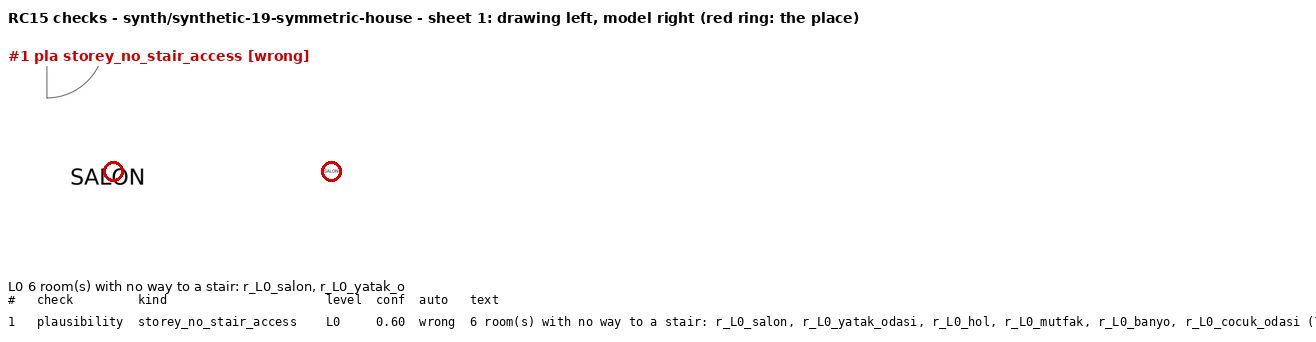 RC15 checks - synth/synthetic-19-symmetric-house - sheet 1: drawing left, model right (red ring: the place)
#1 pla storey_no_stair_access [wrong]
SALON SALON
L0 6 room(s) with no way to a stair: r_L0_salon, r_L0_yatak_o
# check kind level conf auto text
1 plausibility storey_no_stair_access L0 0.60 wrong 6 room(s) with no way to a stair: r_L0_salon, r_L0_yatak_odasi, r_L0_hol, r_L0_mutfak, r_L0_banyo, r_L0_cocuk_odasi